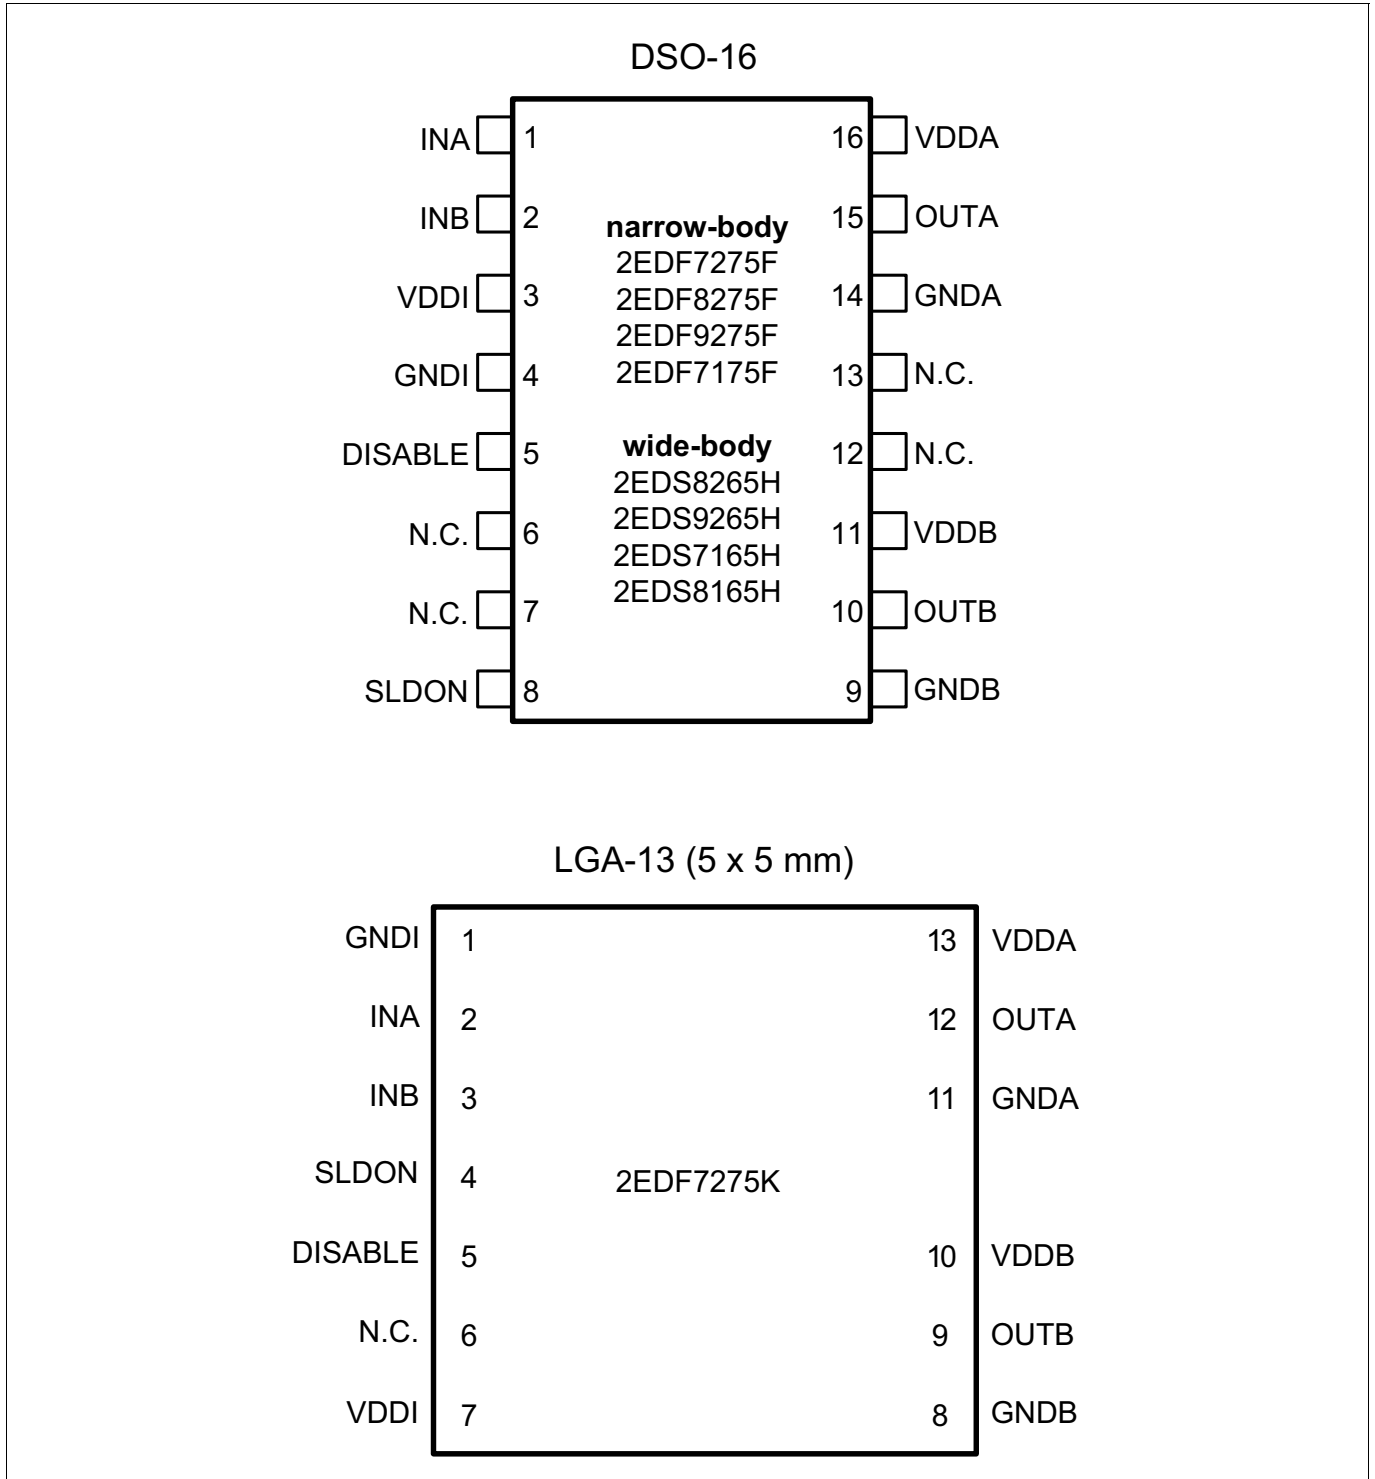 DSO-16
INA 1 16 VDDA
INB 2 15 OUTA
narrow-body
2EDF7275F
VDDI 3 2EDF8275F 14 GNDA
2EDF9275F
GNDI 4 2EDF7175F 13 N.C.
DISABLE 5 wide-body 12 N.C.
2EDS8265H
2EDS9265H
N.C. 6 11 VDDB
2EDS7165H
2EDS8165H
N.C. 7 10 OUTB
SLDON 8 9 GNDB
LGA-13 (5 x 5 mm)
GNDI 1 13 VDDA
INA 2 12 OUTA
INB 3 11 GNDA
SLDON 4 2EDF7275K
DISABLE 5 10 VDDB
N.C. 6 9 OUTB
VDDI 7 8 GNDB